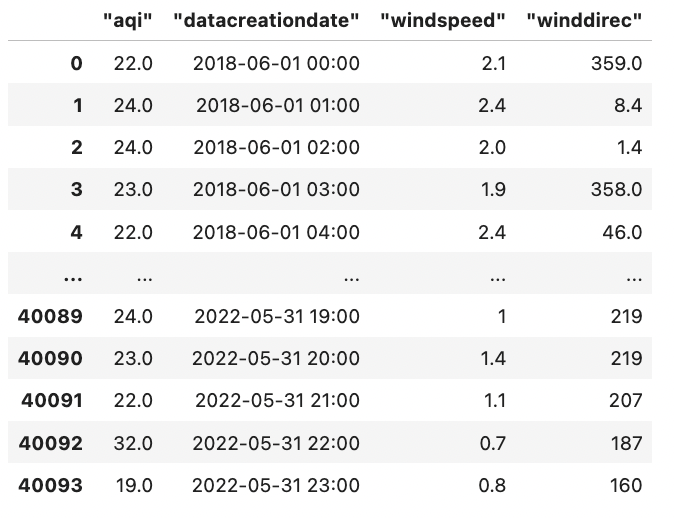 "aqi" "datacreationdate" "windspeed" "winddirec"
0 22.0 2018-06-01 00:00 2.1 359.0
1 24.0 2018-06-01 01:00 2.4 8.4
2 24.0 2018-06-01 02:00 2.0 1.4
3 23.0 2018-06-01 03:00 1.9 358.0
4 22.0 2018-06-01 04:00 2.4 46.0
... ... ... ... ...
40089 24.0 2022-05-31 19:00 1 219
40090 23.0 2022-05-31 20:00 1.4 219
40091 22.0 2022-05-31 21:00 1.1 207
40092 32.0 2022-05-31 22:00 0.7 187
40093 19.0 2022-05-31 23:00 0.8 160